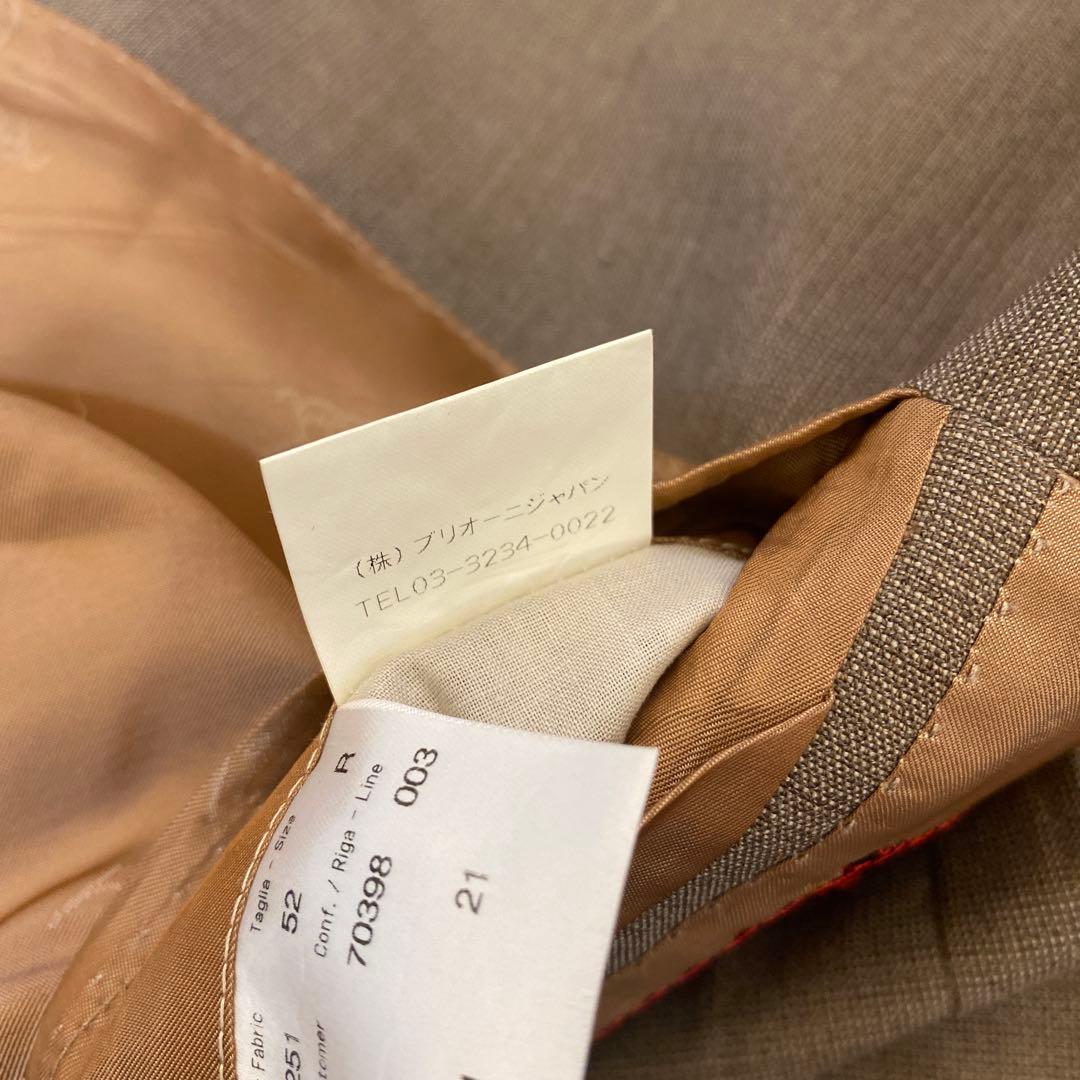 (株)ブリオーニジャパン
TEL03-3234-0022
Taglia - Size
52 R
Conf. / Riga - Line
70398 003
21
Fabric
251